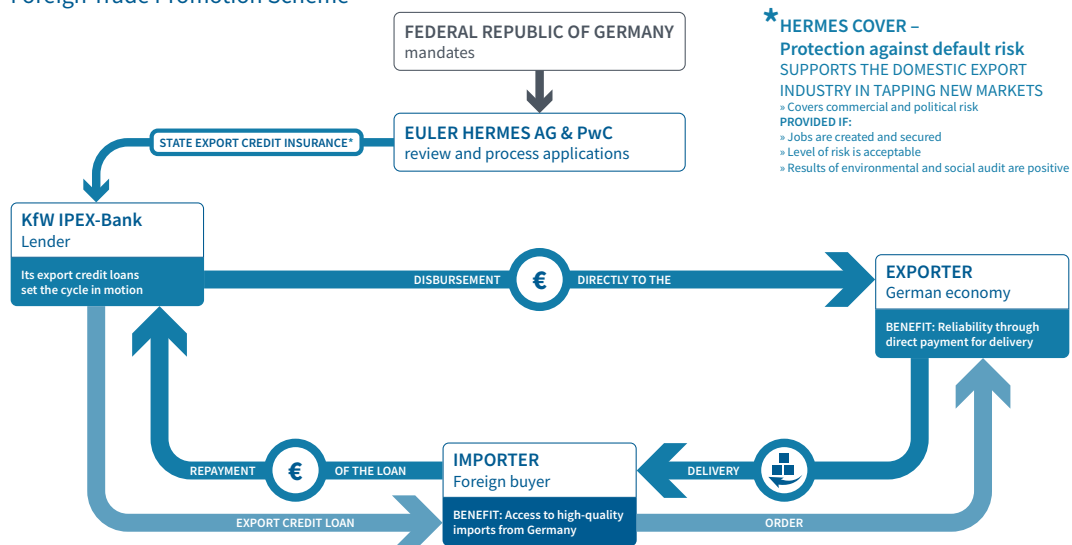 Foreign Trade Promotion Scheme
FEDERAL REPUBLIC OF GERMANY
mandates
*
HERMES COVER –
Protection against default risk
SUPPORTS THE DOMESTIC EXPORT
INDUSTRY IN TAPPING NEW MARKETS
» Covers commercial and political risk
PROVIDED IF:
» Jobs are created and secured
» Level of risk is acceptable
» Results of environmental and social audit are positive
EULER HERMES AG & PwC
review and process applications
STATE EXPORT CREDIT INSURANCE*
KfW IPEX-Bank
Lender
Its export credit loans
set the cycle in motion
DISBURSEMENT € DIRECTLY TO THE
EXPORTER
German economy
BENEFIT: Reliability through
direct payment for delivery
REPAYMENT € OF THE LOAN
IMPORTER
Foreign buyer
BENEFIT: Access to high-quality
imports from Germany
DELIVERY
EXPORT CREDIT LOAN
ORDER